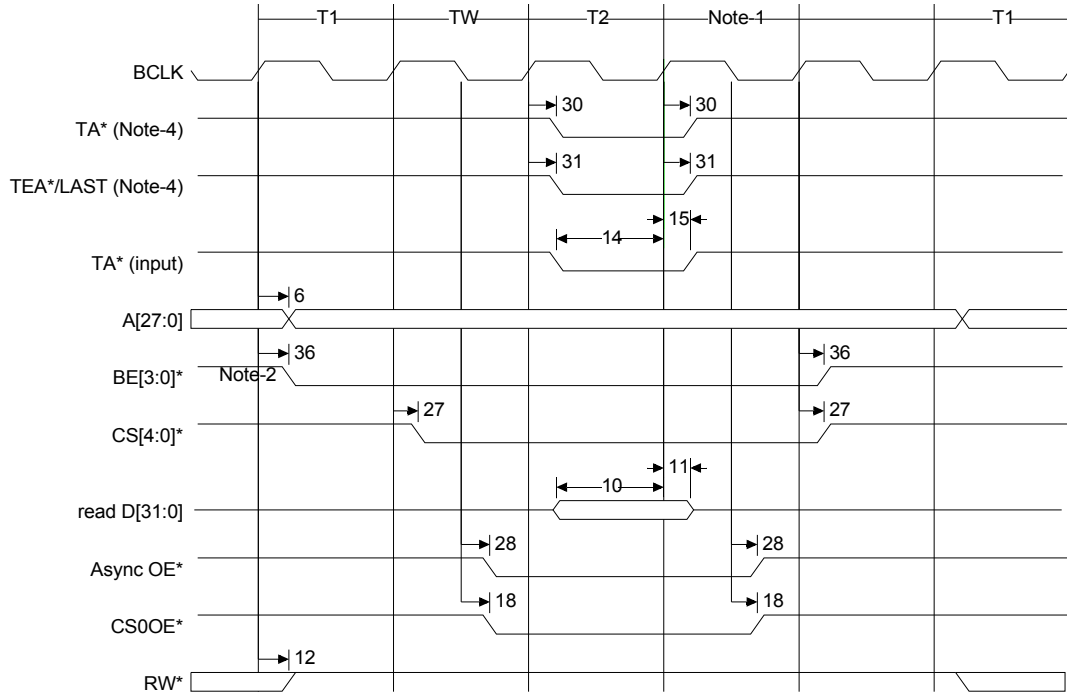 T1 TW T2 Note-1 T1
BCLK
30 30
TA* (Note-4)
31 31
TEA*/LAST (Note-4)
15
14
TA* (input)
6
A[27:0]
36 36
Note-2
BE[3:0]*
27 27
CS[4:0]*
11
10
read D[31:0]
28 28
Async OE*
18 18
CS0OE*
12
RW*